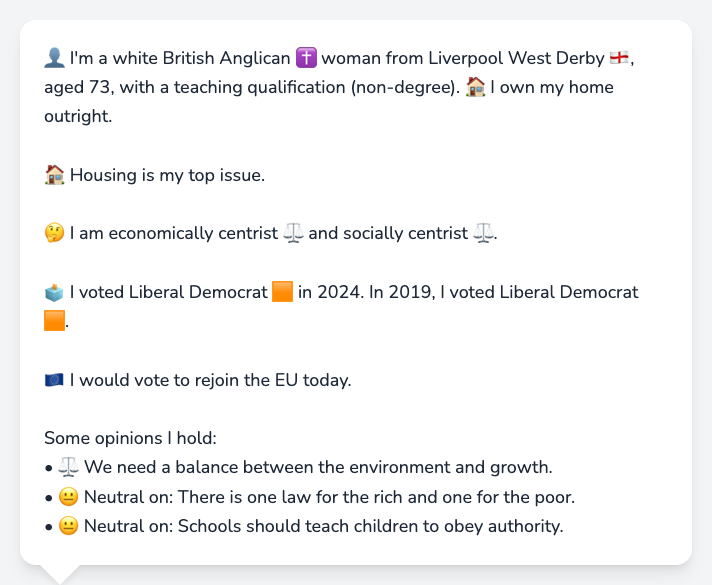 👤 I'm a white British Anglican ✝️ woman from Liverpool West Derby 🏴󠁧󠁢󠁥󠁮󠁧󠁿,
aged 73, with a teaching qualification (non-degree). 🏠 I own my home
outright.
🏠 Housing is my top issue.
🤔 I am economically centrist ⚖️ and socially centrist ⚖️.
🗳️ I voted Liberal Democrat 🟧 in 2024. In 2019, I voted Liberal Democrat
🟧.
🇪🇺 I would vote to rejoin the EU today.
Some opinions I hold:
• ⚖️ We need a balance between the environment and growth.
• 😐 Neutral on: There is one law for the rich and one for the poor.
• 😐 Neutral on: Schools should teach children to obey authority.